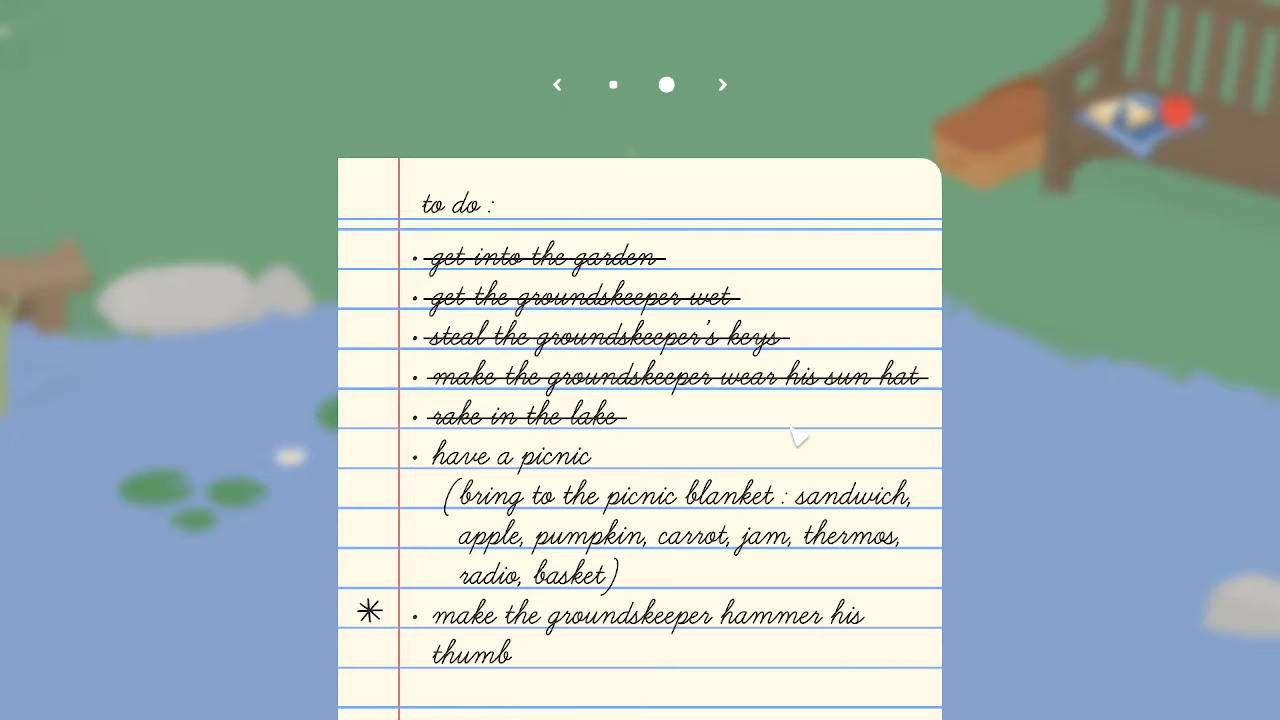 to do :
• get into the garden
• get the groundskeeper wet
• steal the groundskeeper's keys
• make the groundskeeper wear his sun hat
• rake in the lake
• have a picnic
(bring to the picnic blanket : sandwich,
apple, pumpkin, carrot, jam, thermos,
radio, basket)
• make the groundskeeper hammer his
thumb